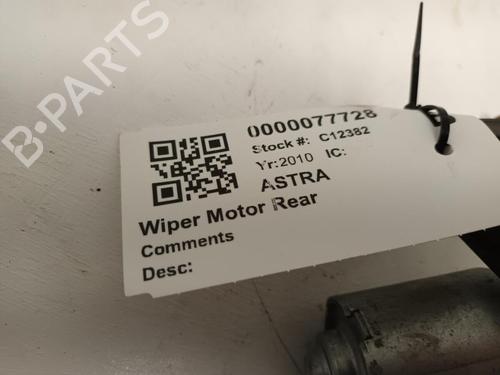 B-PARTS
0000077728
Stock #: C12382
Yr:2010 IC:
ASTRA
Wiper Motor Rear
Comments
Desc: